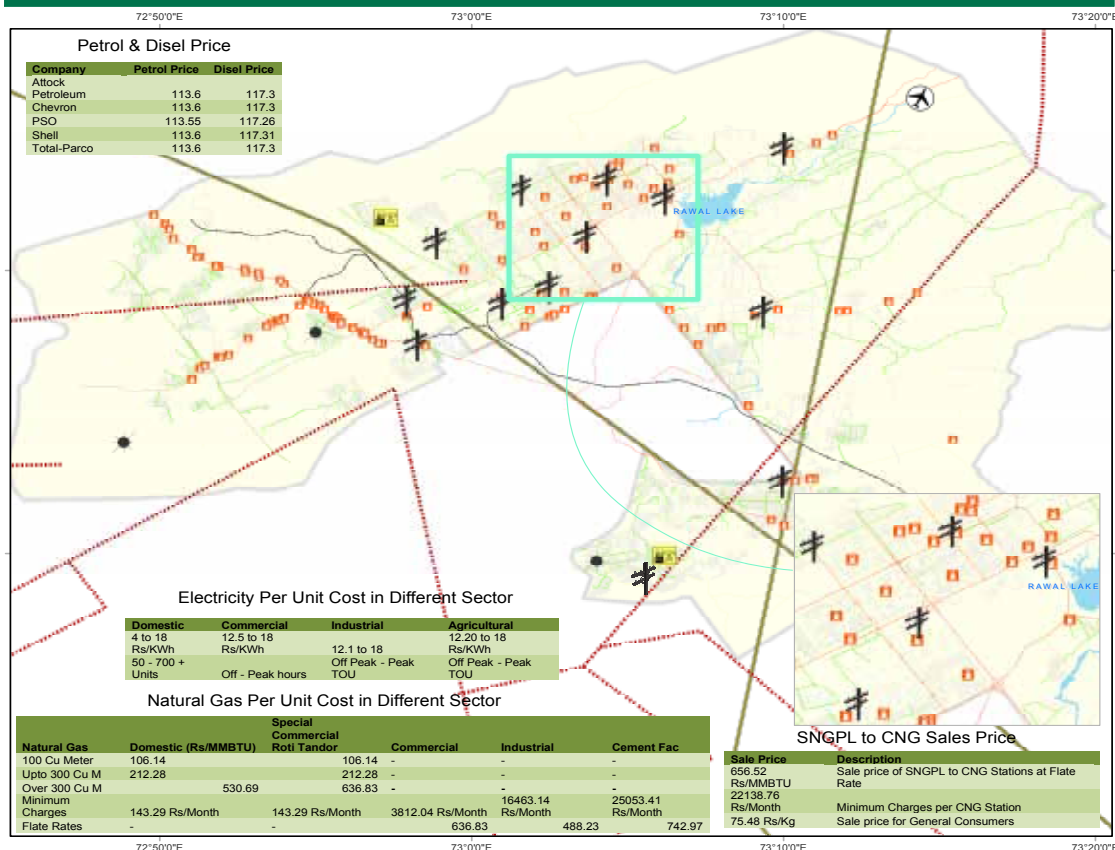 72°50'0"E 73°0'0"E 73°10'0"E 73°20'0"E
Petrol & Disel Price
Company Petrol Price Disel Price
Attock
Petroleum 113.6 117.3
Chevron 113.6 117.3
PSO 113.55 117.26
Shell 113.6 117.31
Total-Parco 113.6 117.3
RAWAL LAKE
RAWAL LAKE
Electricity Per Unit Cost in Different Sector
Domestic Commercial Industrial Agricultural
4 to 18 12.5 to 18 12.20 to 18
Rs/KWh Rs/KWh 12.1 to 18 Rs/KWh
50 - 700 + Off Peak - Peak Off Peak - Peak
Units Off - Peak hours TOU TOU
Natural Gas Per Unit Cost in Different Sector
Special
Commercial
Natural Gas Domestic (Rs/MMBTU) Roti Tandor Commercial Industrial Cement Fac
100 Cu Meter 106.14 106.14 - - -
Upto 300 Cu M 212.28 212.28 - - -
Over 300 Cu M 530.69 636.83 - - -
Minimum 16463.14 25053.41
Charges 143.29 Rs/Month 143.29 Rs/Month 3812.04 Rs/Month Rs/Month Rs/Month
Flate Rates - - 636.83 488.23 742.97
SNGPL to CNG Sales Price
Sale Price Description
656.52 Sale price of SNGPL to CNG Stations at Flate
Rs/MMBTU Rate
22138.76
Rs/Month Minimum Charges per CNG Station
75.48 Rs/Kg Sale price for General Consumers
72°50'0"E 73°0'0"E 73°10'0"E 73°20'0"E